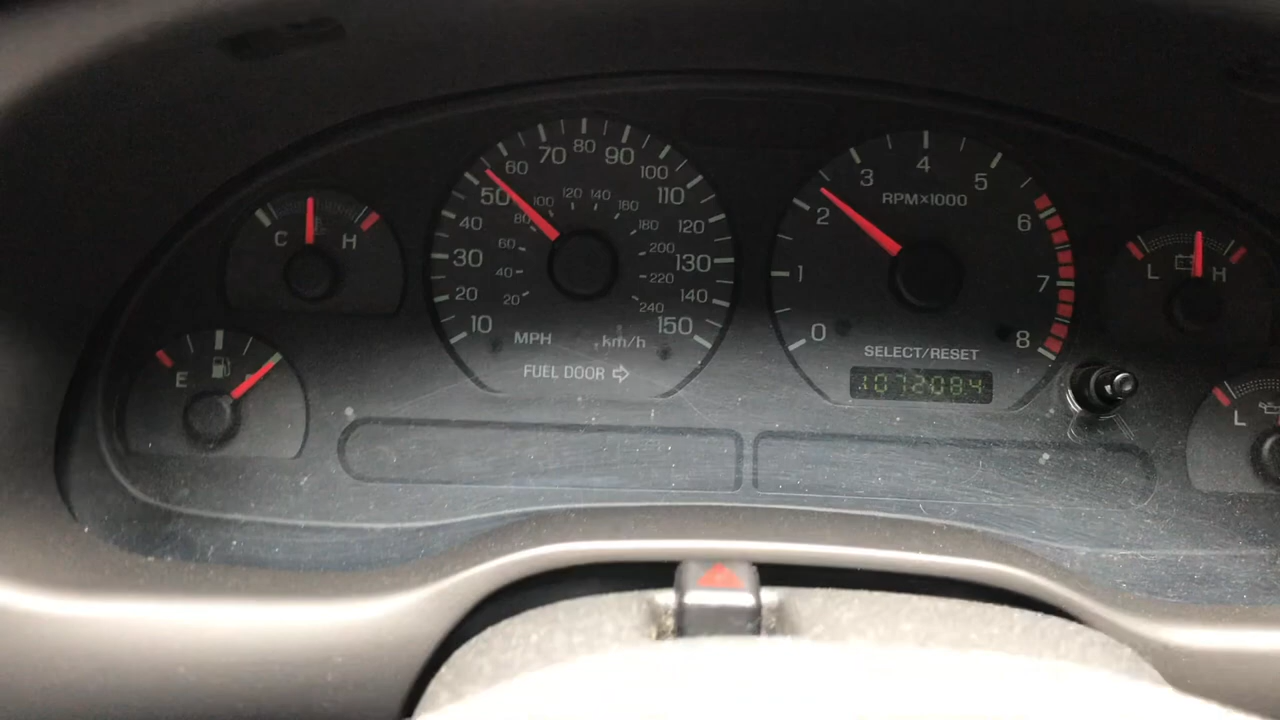 C H
E
10 20 30 40 50 60 70 80 90 100 110 120 130 140 150
20 40 60 80 100 120 140 160 180 200 220 240
MPH km/h
FUEL DOOR
0 1 2 3 4 5 6 7 8
RPM×1000
SELECT/RESET
1072084
L H
L